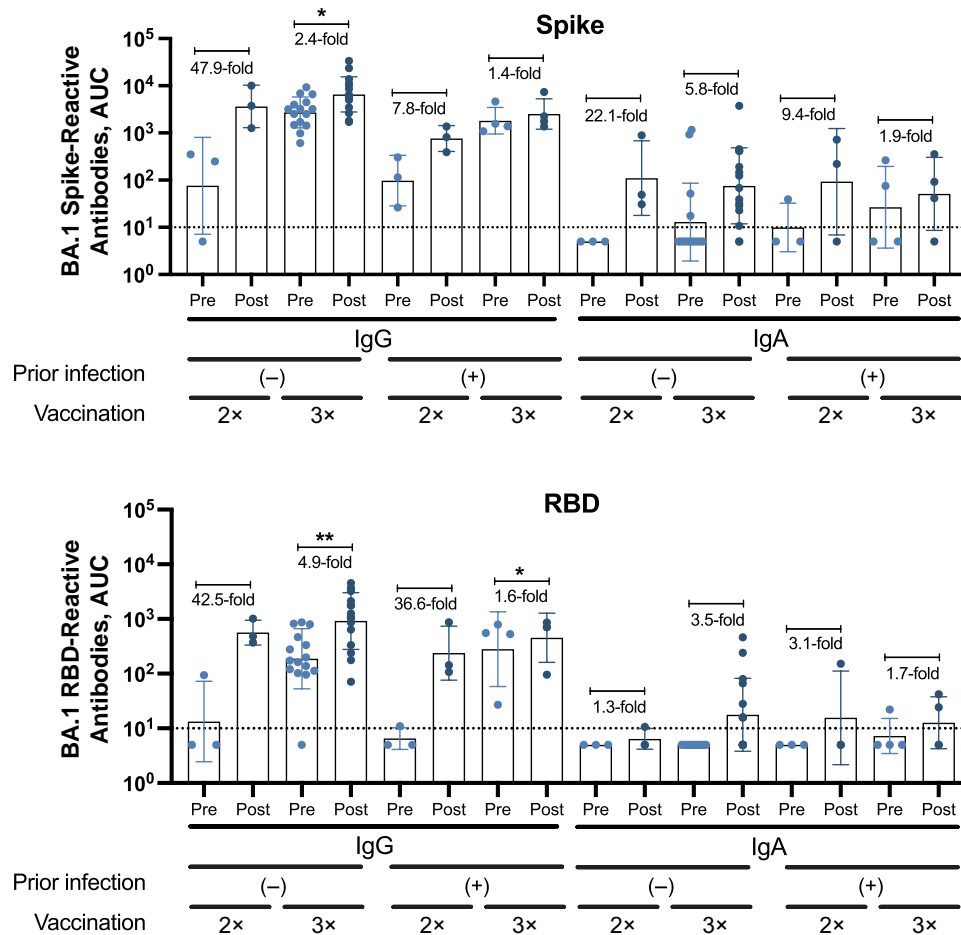 Spike
BA.1 Spike-Reactive
Antibodies, AUC
10⁵
10⁴
10³
10²
10¹
10⁰
47.9-fold
*
2.4-fold
7.8-fold
1.4-fold
22.1-fold
5.8-fold
9.4-fold
1.9-fold
Pre Post Pre Post Pre Post Pre Post Pre Post Pre Post Pre Post Pre Post
IgG IgA
Prior infection (–) (+) (–) (+)
Vaccination 2× 3× 2× 3× 2× 3× 2× 3×
RBD
BA.1 RBD-Reactive
Antibodies, AUC
10⁵
10⁴
10³
10²
10¹
10⁰
42.5-fold
**
4.9-fold
36.6-fold
*
1.6-fold
1.3-fold
3.5-fold
3.1-fold
1.7-fold
Pre Post Pre Post Pre Post Pre Post Pre Post Pre Post Pre Post Pre Post
IgG IgA
Prior infection (–) (+) (–) (+)
Vaccination 2× 3× 2× 3× 2× 3× 2× 3×